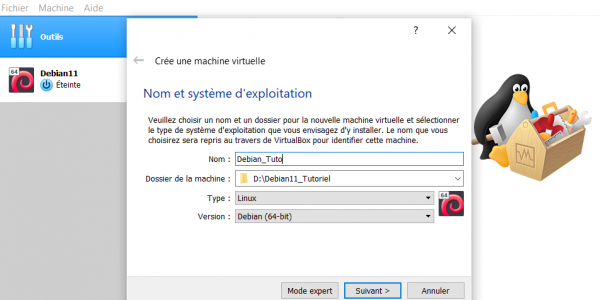 Fichier Machine Aide
Outils
64
Debian11
Éteinte
?
Crée une machine virtuelle
Nom et système d'exploitation
Veuillez choisir un nom et un dossier pour la nouvelle machine virtuelle et sélectionner
le type de système d'exploitation que vous envisagez d'y installer. Le nom que vous
choisirez sera repris au travers de VirtualBox pour identifier cette machine.
Nom : Debian_Tuto
Dossier de la machine : D:\Debian11_Tutoriel
Type : Linux
Version : Debian (64-bit)
64
Mode expert Suivant > Annuler